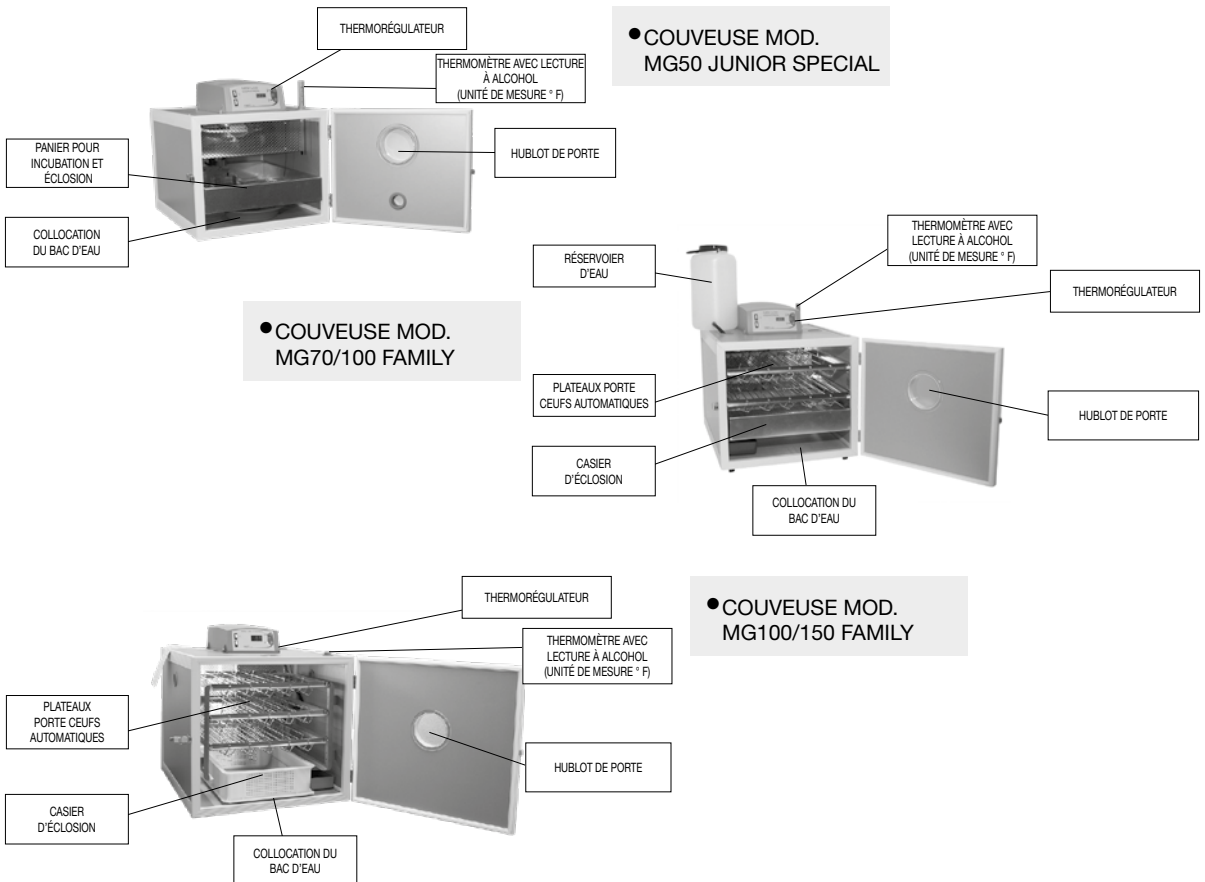 THERMORÉGULATEUR
•COUVEUSE MOD.
MG50 JUNIOR SPECIAL
THERMOMÈTRE AVEC LECTURE
À ALCOHOL
(UNITÉ DE MESURE ° F)
PANIER POUR
INCUBATION ET
ÉCLOSION
HUBLOT DE PORTE
COLLOCATION
DU BAC D'EAU
THERMOMÈTRE AVEC
LECTURE À ALCOHOL
(UNITÉ DE MESURE ° F)
RÉSERVOIER
D'EAU
THERMORÉGULATEUR
•COUVEUSE MOD.
MG70/100 FAMILY
PLATEAUX PORTE
CEUFS AUTOMATIQUES
HUBLOT DE PORTE
CASIER
D'ÉCLOSION
COLLOCATION DU
BAC D'EAU
THERMORÉGULATEUR
•COUVEUSE MOD.
MG100/150 FAMILY
THERMOMÈTRE AVEC
LECTURE À ALCOHOL
(UNITÉ DE MESURE ° F)
PLATEAUX
PORTE CEUFS
AUTOMATIQUES
HUBLOT DE PORTE
CASIER
D'ÉCLOSION
COLLOCATION DU
BAC D'EAU